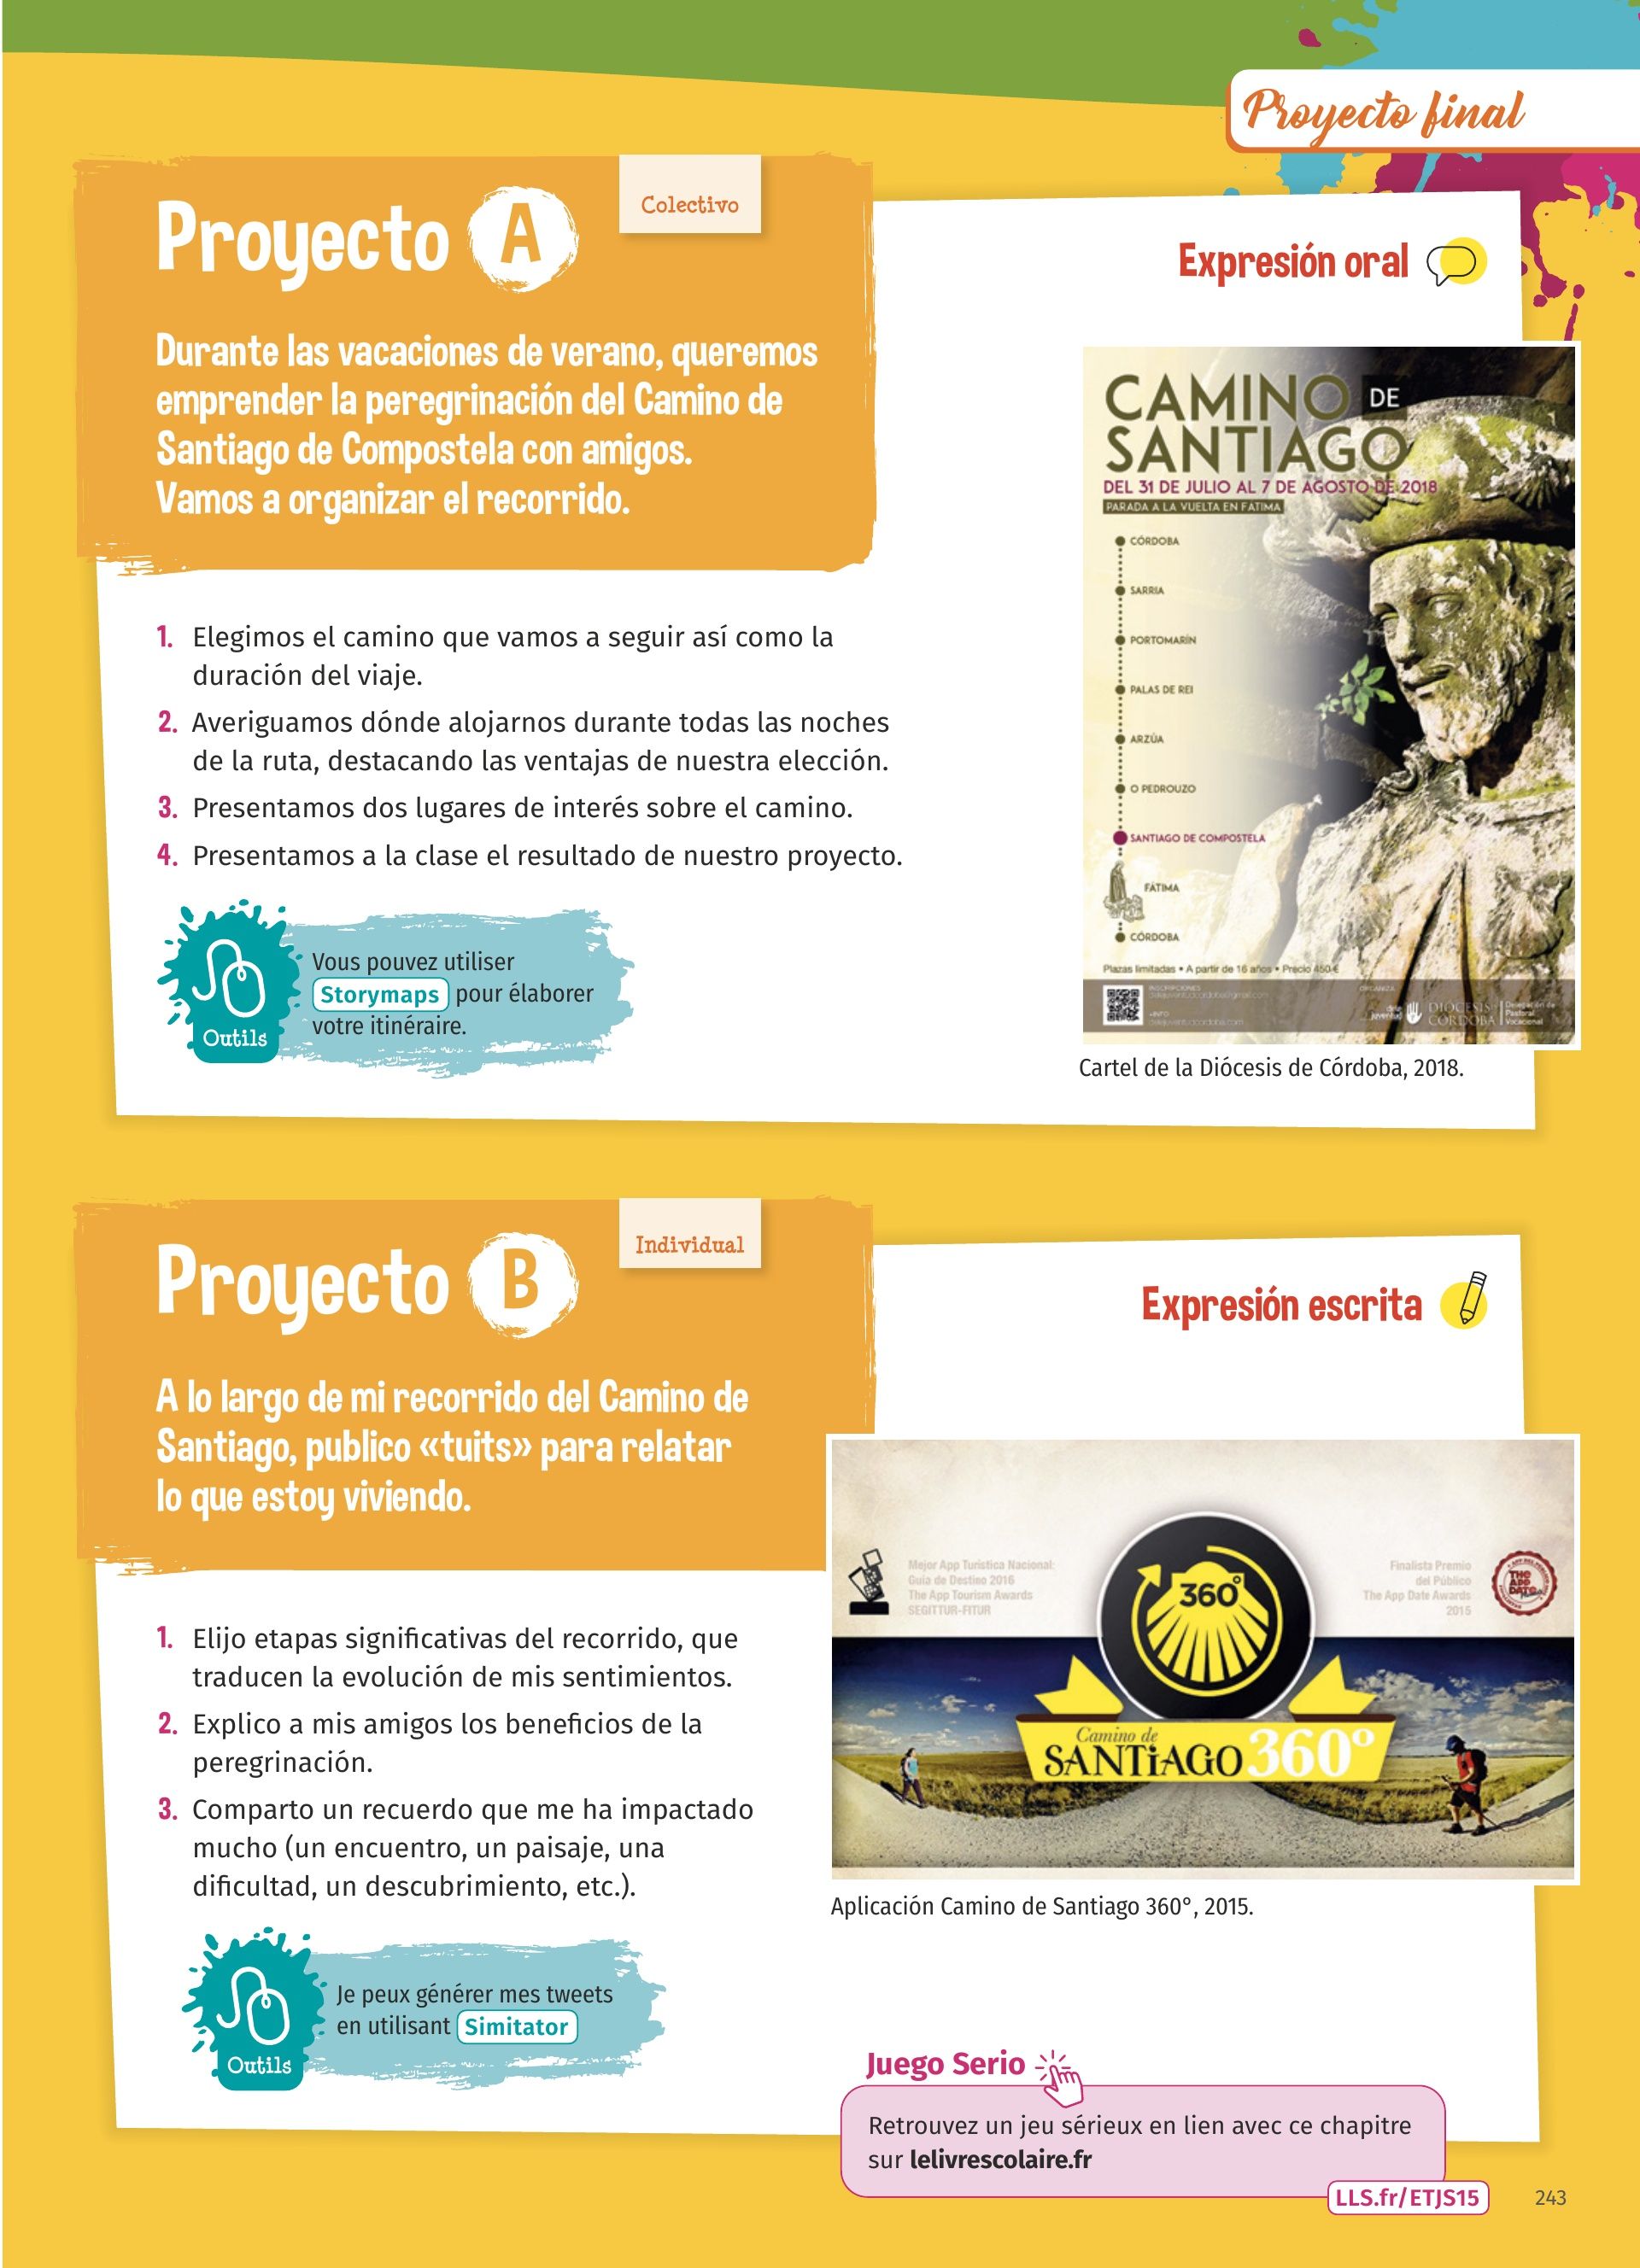 Proyecto final
Proyecto A
Colectivo
Durante las vacaciones de verano, queremos
emprender la peregrinación del Camino de
Santiago de Compostela con amigos.
Vamos a organizar el recorrido.
Expresión oral
1. Elegimos el camino que vamos a seguir así como la
duración del viaje.
2. Averiguamos dónde alojarnos durante todas las noches
de la ruta, destacando las ventajas de nuestra elección.
3. Presentamos dos lugares de interés sobre el camino.
4. Presentamos a la clase el resultado de nuestro proyecto.
Outils
Vous pouvez utiliser
Storymaps pour élaborer
votre itinéraire.
CAMINO DE
SANTIAGO
DEL 31 DE JULIO AL 7 DE AGOSTO DE 2018
PARADA A LA VUELTA EN FATIMA
CÓRDOBA
SARRIA
PORTOMARÍN
PALAS DE REI
ARZÚA
O PEDROUZO
SANTIAGO DE COMPOSTELA
FÁTIMA
CÓRDOBA
Plazas limitadas • A partir de 16 años • Precio 450 €
INSCRIPCIONES
+INFO
ORGANIZA
DIÓCESIS
CÓRDOBA
Delegación de
Pastoral
Vocacional
Cartel de la Diócesis de Córdoba, 2018.
Proyecto B
Individual
A lo largo de mi recorrido del Camino de
Santiago, publico «tuits» para relatar
lo que estoy viviendo.
Expresión escrita
1. Elijo etapas significativas del recorrido, que
traducen la evolución de mis sentimientos.
2. Explico a mis amigos los beneficios de la
peregrinación.
3. Comparto un recuerdo que me ha impactado
mucho (un encuentro, un paisaje, una
dificultad, un descubrimiento, etc.).
Outils
Je peux générer mes tweets
en utilisant Simitator
Mejor App Turística Nacional:
Guía de Destino 2016
The App Tourism Awards
SEGITTUR-FITUR
360°
Finalista Premio
del Público
The App Date Awards
2015
THE
APP
DATE
Camino de
SANTiAGO 360°
Aplicación Camino de Santiago 360°, 2015.
Juego Serio
Retrouvez un jeu sérieux en lien avec ce chapitre
sur lelivrescolaire.fr
LLS.fr/ETJS15
243